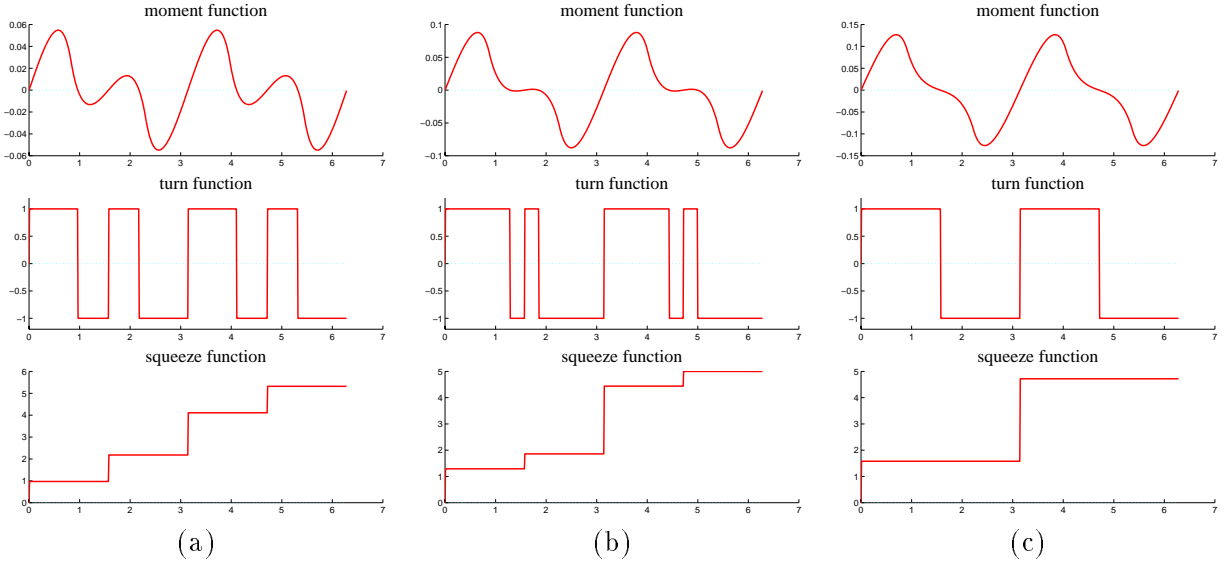 moment function
0.06
0.04
0.02
0
−0.02
−0.04
−0.06
0 1 2 3 4 5 6 7
turn function
1
0.5
0
−0.5
−1
0 1 2 3 4 5 6 7
squeeze function
6
5
4
3
2
1
0
0 1 2 3 4 5 6 7
(a)
moment function
0.1
0.05
0
−0.05
−0.1
0 1 2 3 4 5 6 7
turn function
1
0.5
0
−0.5
−1
0 1 2 3 4 5 6 7
squeeze function
5
4
3
2
1
0
0 1 2 3 4 5 6 7
(b)
moment function
0.15
0.1
0.05
0
−0.05
−0.1
−0.15
0 1 2 3 4 5 6 7
turn function
1
0.5
0
−0.5
−1
0 1 2 3 4 5 6 7
squeeze function
5
4
3
2
1
0
0 1 2 3 4 5 6 7
(c)